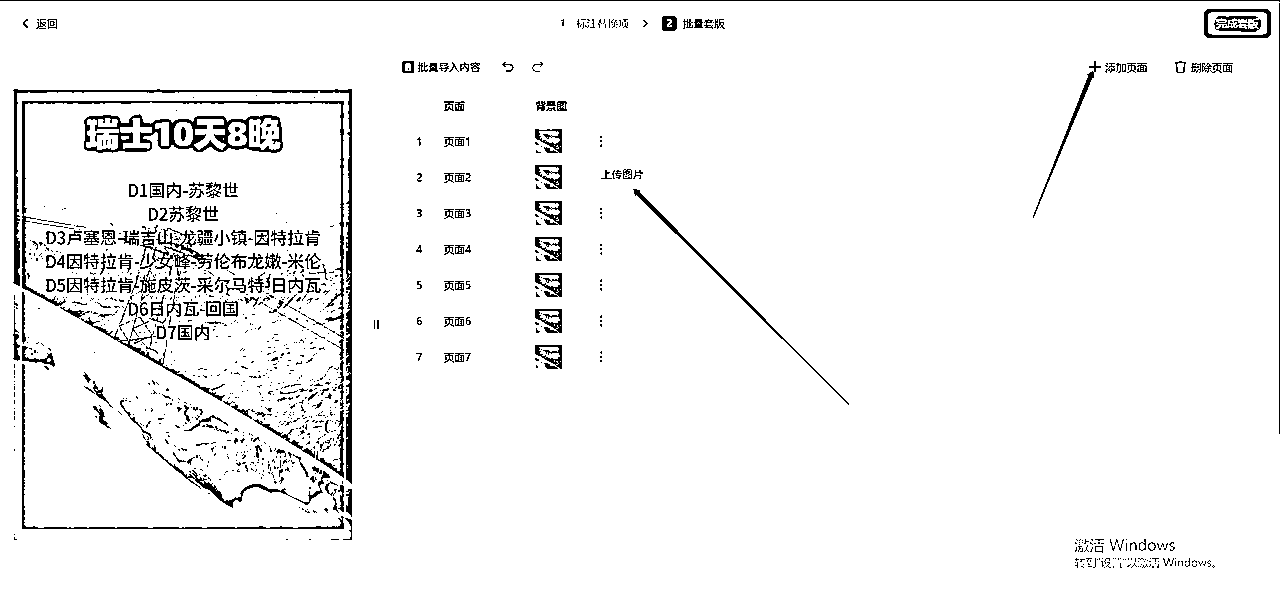 返回
1 标注替换项
2 批量套版
完成套版
批量导入内容
添加页面
删除页面
页面 背景图
1 页面1
2 页面2
上传图片
3 页面3
4 页面4
5 页面5
6 页面6
7 页面7
瑞士10天8晚
D1国内-苏黎世
D2苏黎世
D3卢塞恩-瑞吉山-龙疆小镇-因特拉肯
D4因特拉肯-少女峰-劳伦布龙嫩-米伦
D5因特拉肯-施皮茨-采尔马特-日内瓦
D6日内瓦-回国
D7国内
激活 Windows
转到"设置"以激活 Windows。